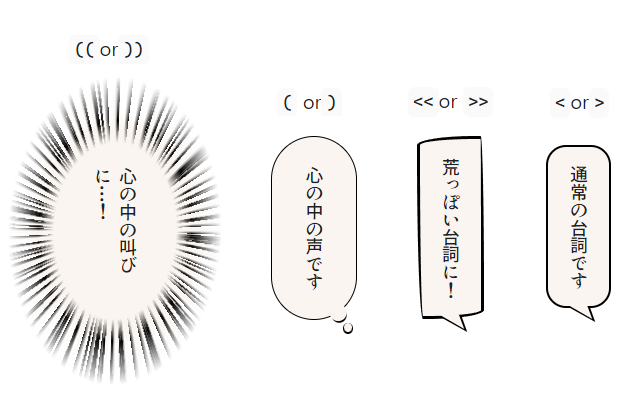 (( or ))
心の中の叫び
に…！
( or )
心の中の声です
<< or >>
荒っぽい台詞に！
< or >
通常の台詞です